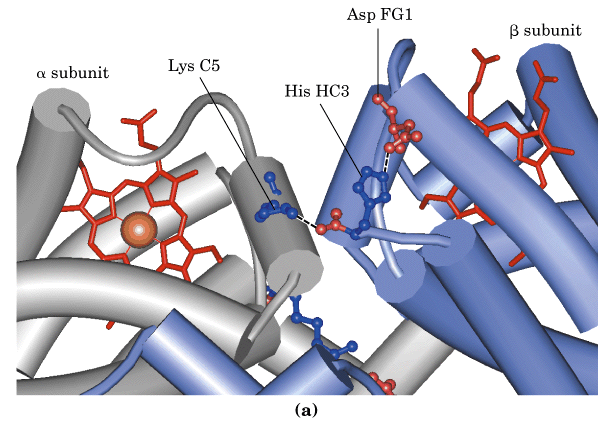 Asp FG1
β subunit
α subunit
Lys C5
His HC3
(a)